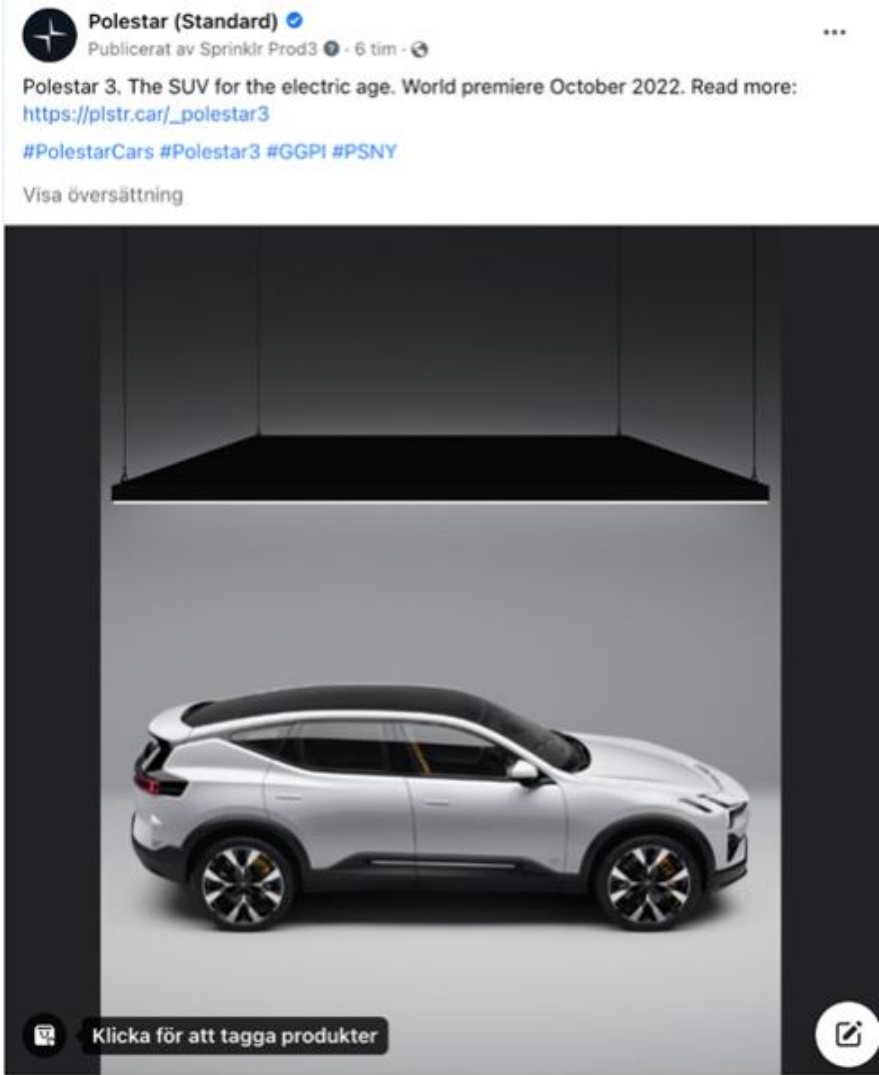 Polestar (Standard)
Publicerat av Sprinklr Prod3 · 6 tim ·
Polestar 3. The SUV for the electric age. World premiere October 2022. Read more:
https://plstr.car/_polestar3
#PolestarCars #Polestar3 #GGPI #PSNY
Visa översättning
Klicka för att tagga produkter